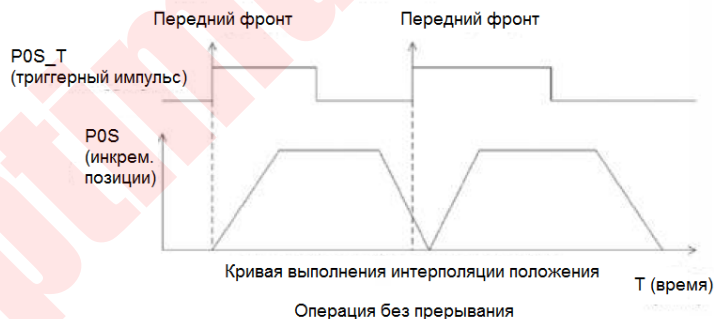 Передний фронт Передний фронт
P0S_T
(триггерный импульс)
P0S
(инкрем.
позиции)
Кривая выполнения интерполяции положения
T (время)
Операция без прерывания